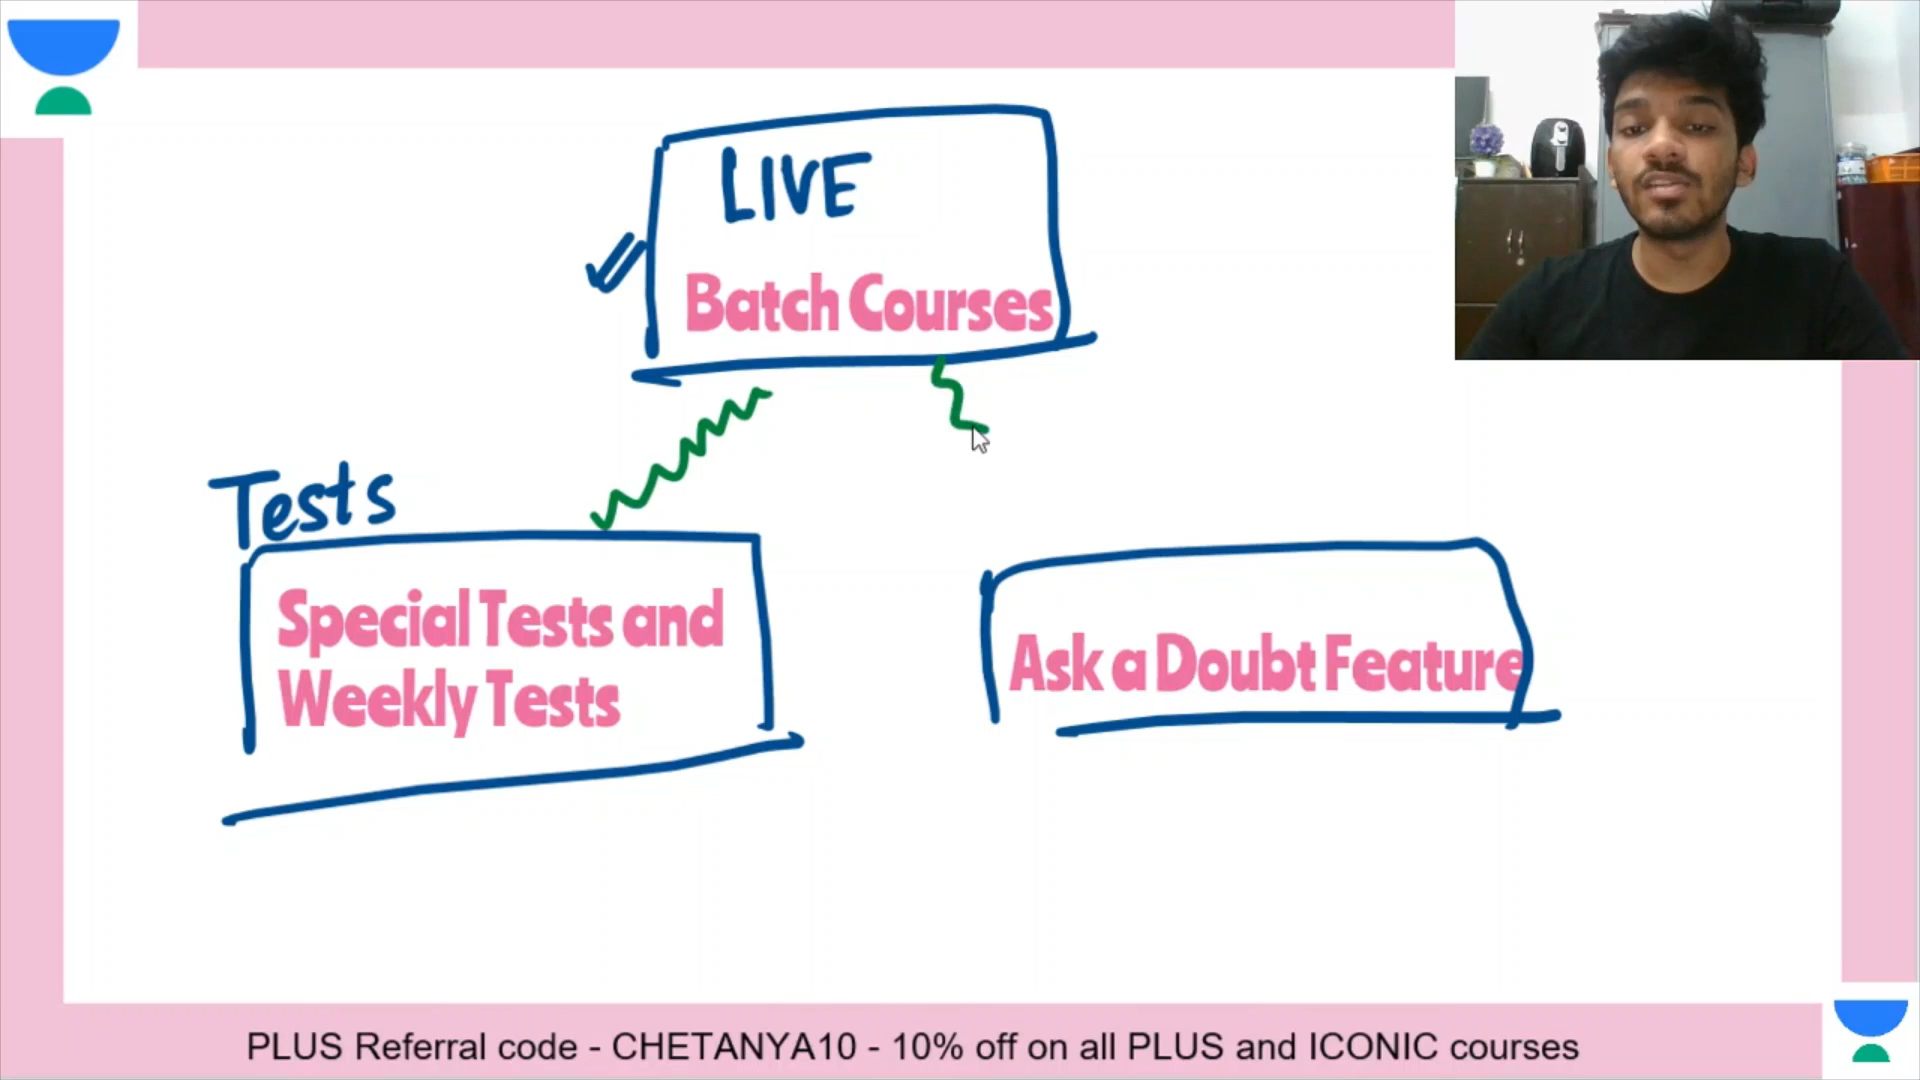 LIVE
Batch Courses
Tests
Special Tests and
Weekly Tests
Ask a Doubt Feature
PLUS Referral code - CHETANYA10 - 10% off on all PLUS and ICONIC courses